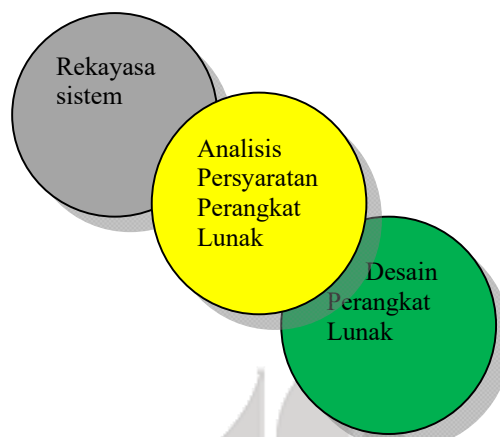 Rekayasa
sistem
Analisis
Persyaratan
Perangkat
Lunak
Desain
Perangkat
Lunak